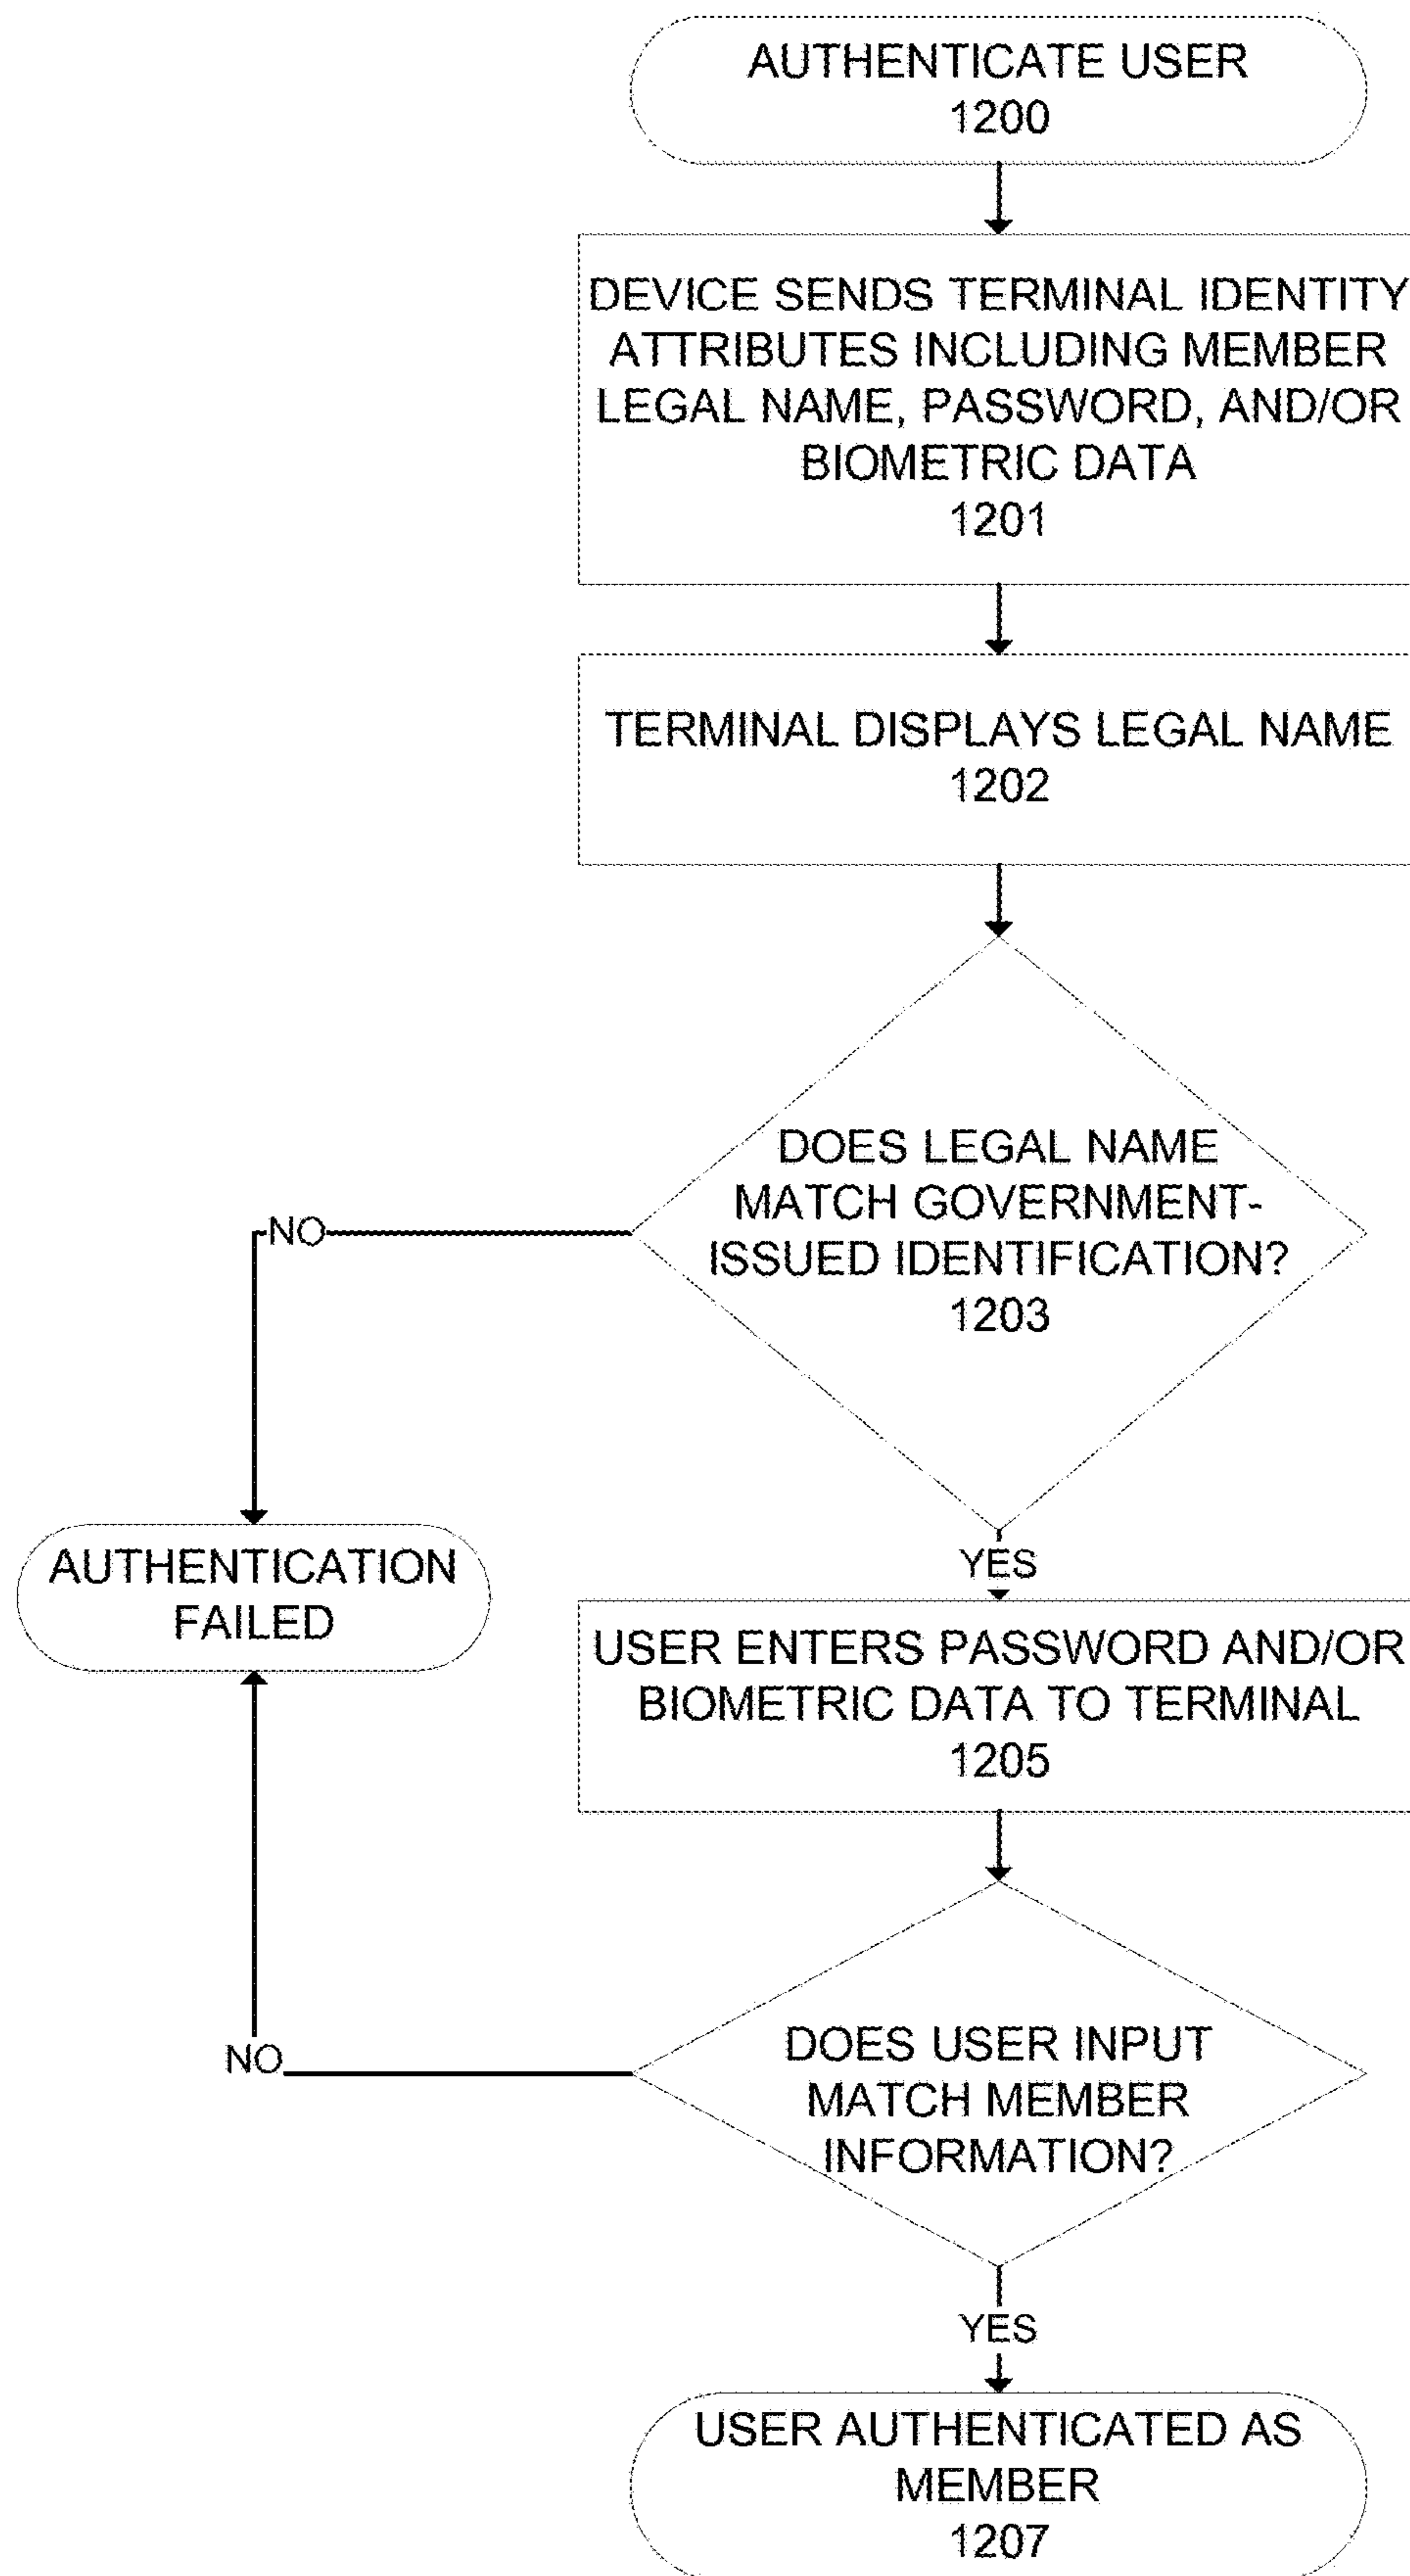 AUTHENTICATE USER
1200
DEVICE SENDS TERMINAL IDENTITY
ATTRIBUTES INCLUDING MEMBER
LEGAL NAME, PASSWORD, AND/OR
BIOMETRIC DATA
1201
TERMINAL DISPLAYS LEGAL NAME
1202
DOES LEGAL NAME
MATCH GOVERNMENT-
ISSUED IDENTIFICATION?
1203
NO
AUTHENTICATION
FAILED
YES
USER ENTERS PASSWORD AND/OR
BIOMETRIC DATA TO TERMINAL
1205
DOES USER INPUT
MATCH MEMBER
INFORMATION?
NO
YES
USER AUTHENTICATED AS
MEMBER
1207